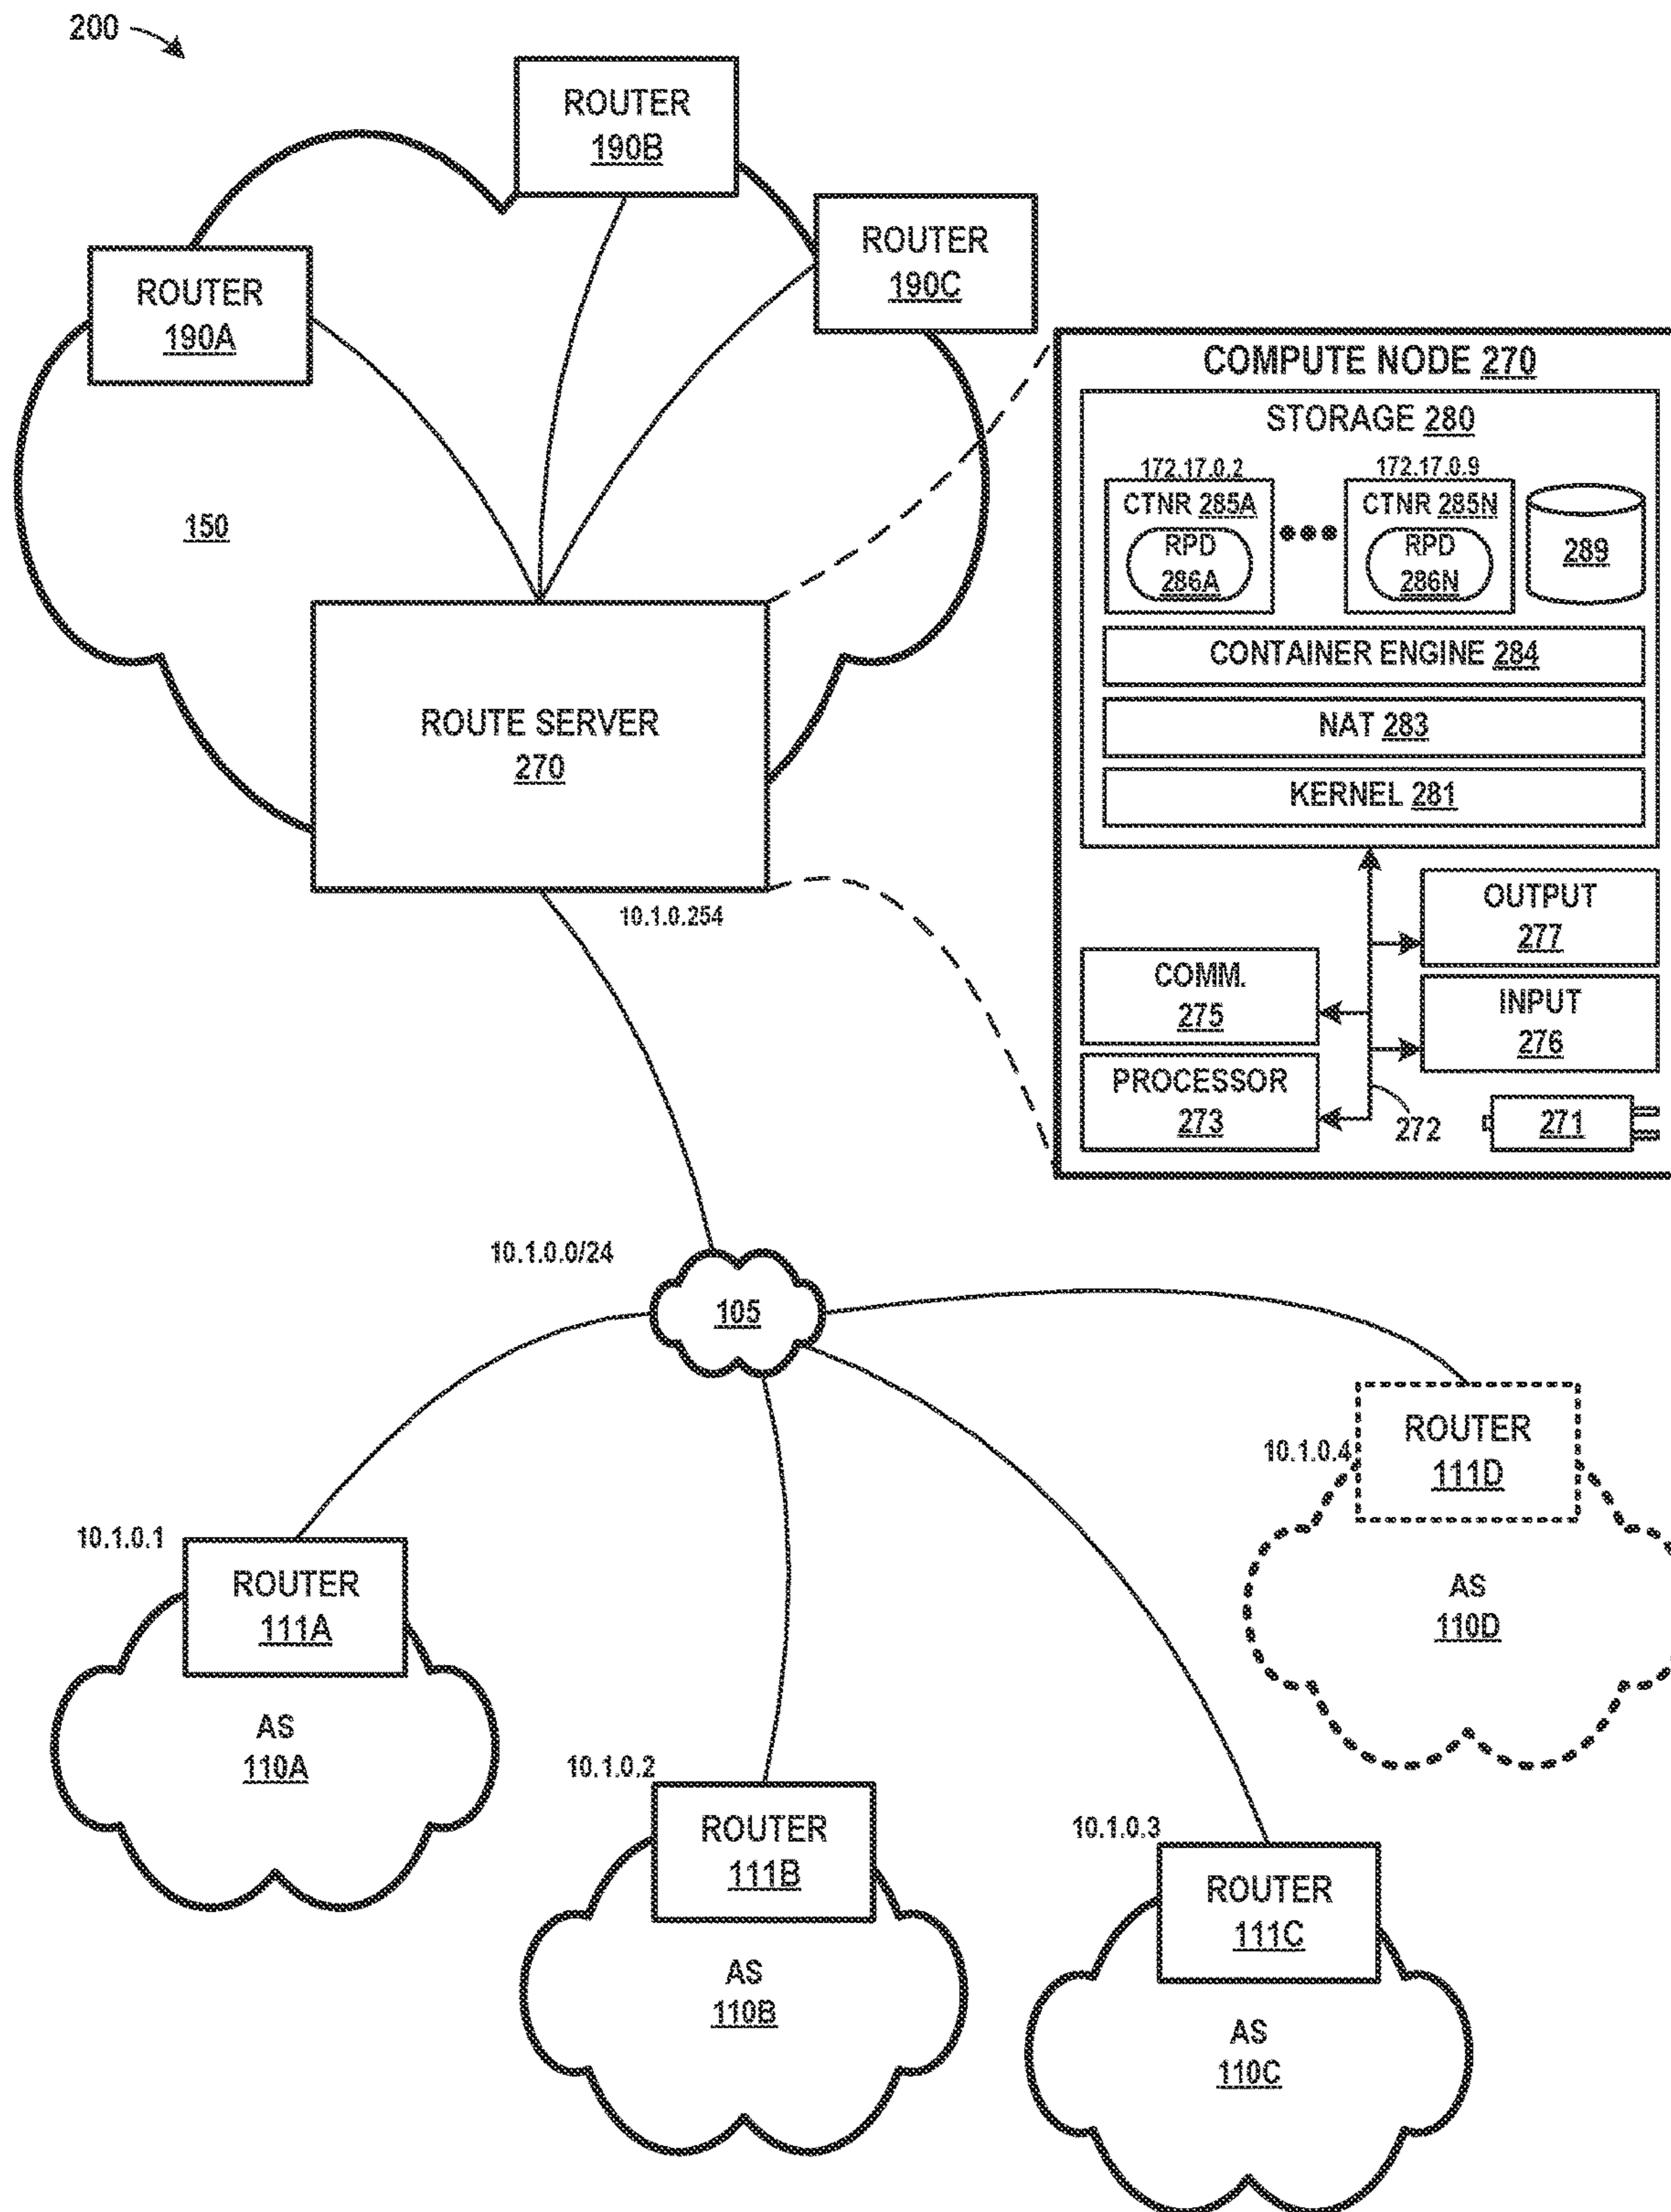 200
ROUTER
190B
ROUTER
190C
ROUTER
190A
150
ROUTE SERVER
270
10.1.0.254
COMPUTE NODE 270
STORAGE 280
172.17.0.2
172.17.0.9
CTNR 285A
CTNR 285N
RPD
286A
RPD
286N
289
CONTAINER ENGINE 284
NAT 283
KERNEL 281
OUTPUT
277
COMM.
275
INPUT
276
PROCESSOR
273
272
271
10.1.0.0/24
105
10.1.0.4
ROUTER
111D
AS
110D
10.1.0.1
ROUTER
111A
AS
110A
10.1.0.2
ROUTER
111B
AS
110B
10.1.0.3
ROUTER
111C
AS
110C